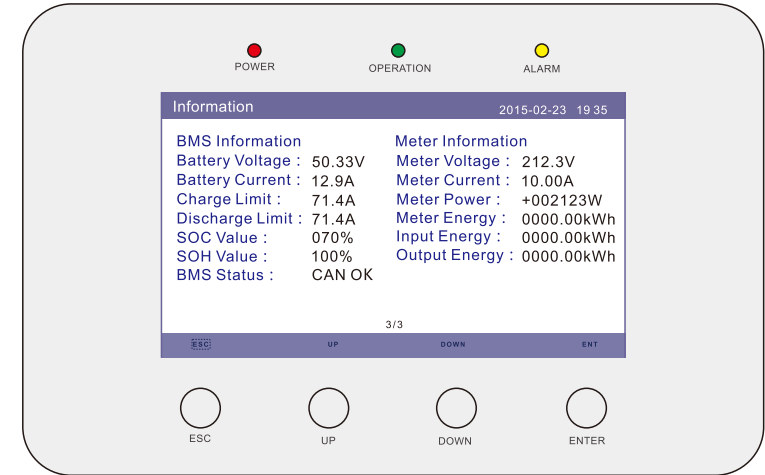 POWER OPERATION ALARM
Information 2015-02-23 19 35
BMS Information Meter Information
Battery Voltage : 50.33V Meter Voltage : 212.3V
Battery Current : 12.9A Meter Current : 10.00A
Charge Limit : 71.4A Meter Power : +002123W
Discharge Limit : 71.4A Meter Energy : 0000.00kWh
SOC Value : 070% Input Energy : 0000.00kWh
SOH Value : 100% Output Energy : 0000.00kWh
BMS Status : CAN OK
3/3
ESC UP DOWN ENT
ESC UP DOWN ENTER